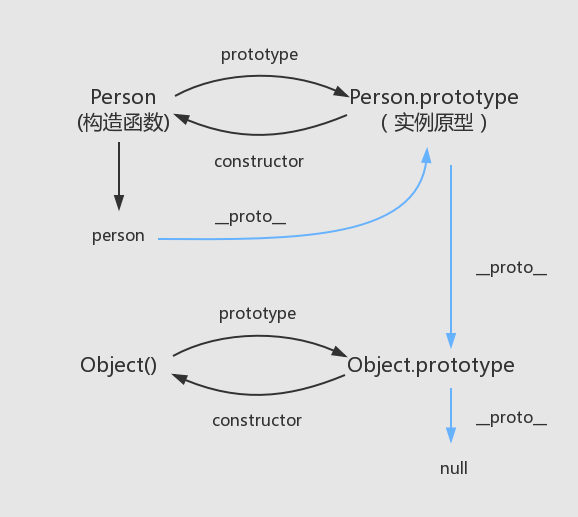 prototype
Person
Person.prototype
(构造函数)
( 实例原型 )
constructor
__proto__
person
__proto__
prototype
Object()
Object.prototype
constructor
__proto__
null